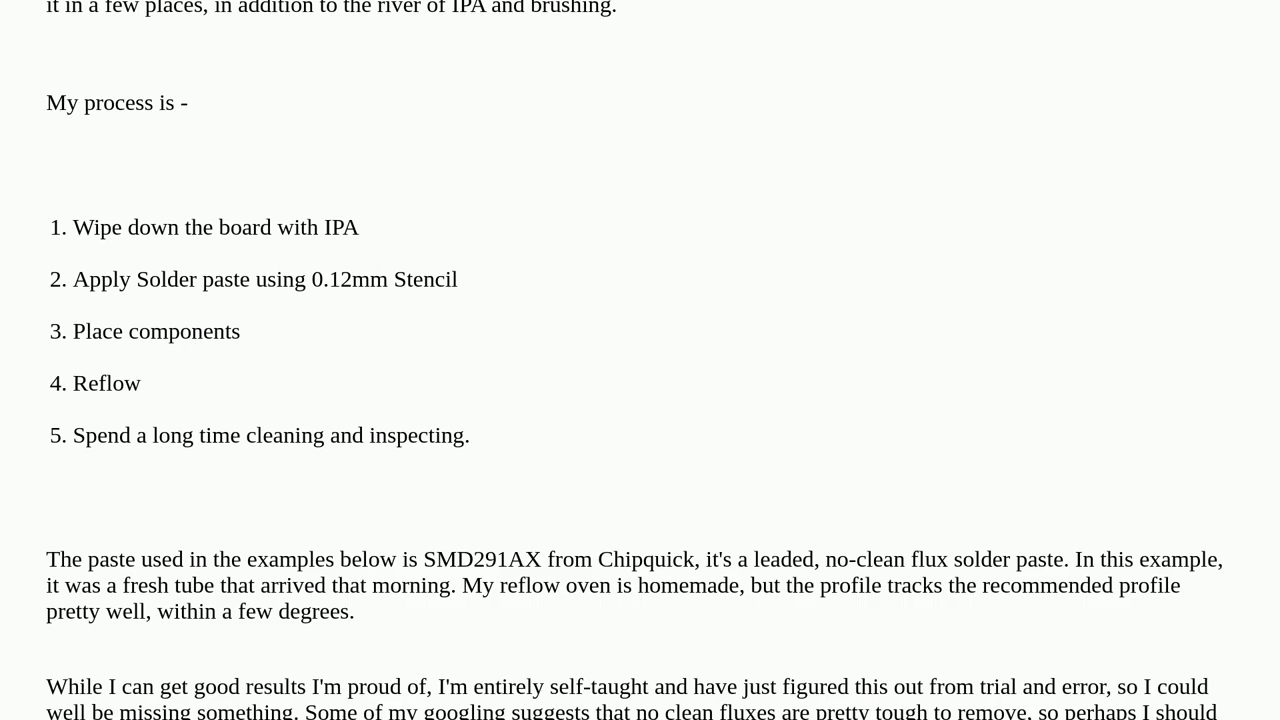 it in a few places, in addition to the river of IPA and brushing.
My process is -
1. Wipe down the board with IPA
2. Apply Solder paste using 0.12mm Stencil
3. Place components
4. Reflow
5. Spend a long time cleaning and inspecting.
The paste used in the examples below is SMD291AX from Chipquick, it's a leaded, no-clean flux solder paste. In this example,
it was a fresh tube that arrived that morning. My reflow oven is homemade, but the profile tracks the recommended profile
pretty well, within a few degrees.
While I can get good results I'm proud of, I'm entirely self-taught and have just figured this out from trial and error, so I could
well be missing something. Some of my googling suggests that no clean fluxes are pretty tough to remove, so perhaps I should